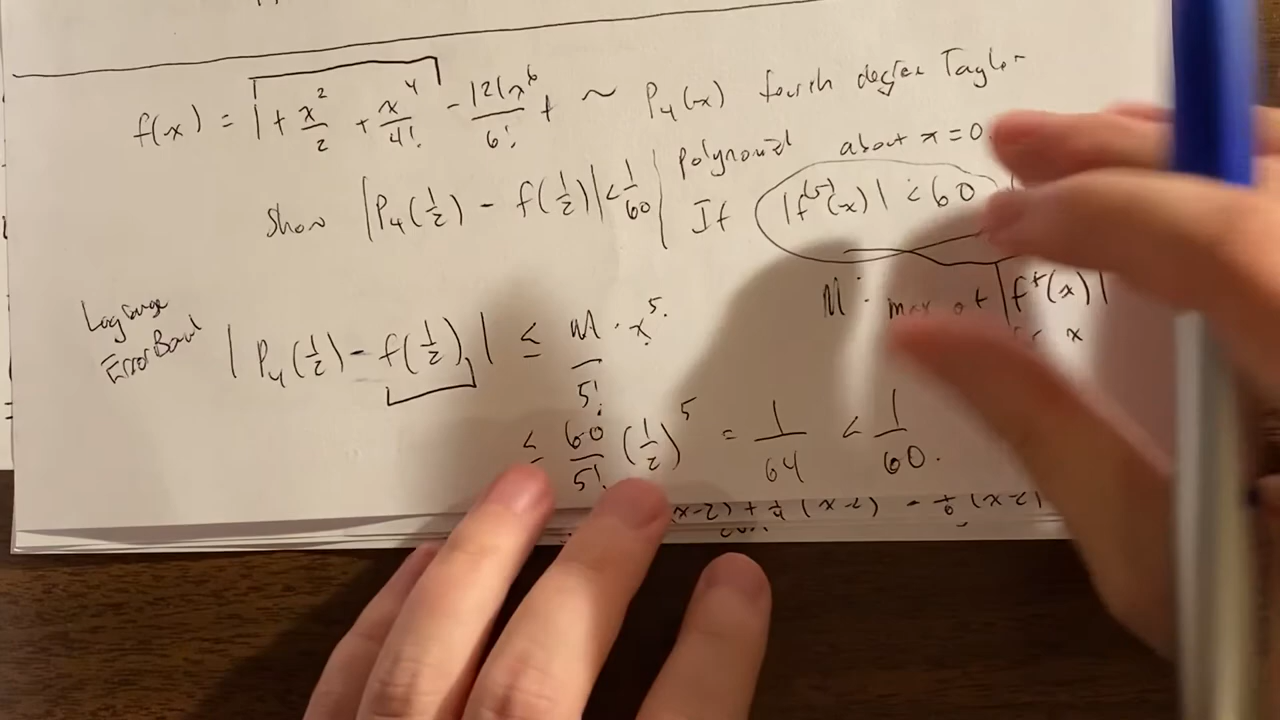 f(x) = 1 + x²/2 + x⁴/4! - 121x⁶/6! + ~ P₄(x) fourth degree Taylor
polynomial about x = 0.
Show |P₄(1/2) - f(1/2)| < 1/60 | If |f⁽⁵⁾(x)| ≤ 60
M: max of |f⁺(x)|
x
Lagrange
Error Bound
|P₄(1/2) - f(1/2)| ≤ M/5! · x⁵.
≤ 60/5! (1/2)⁵ = 1/64 < 1/60.